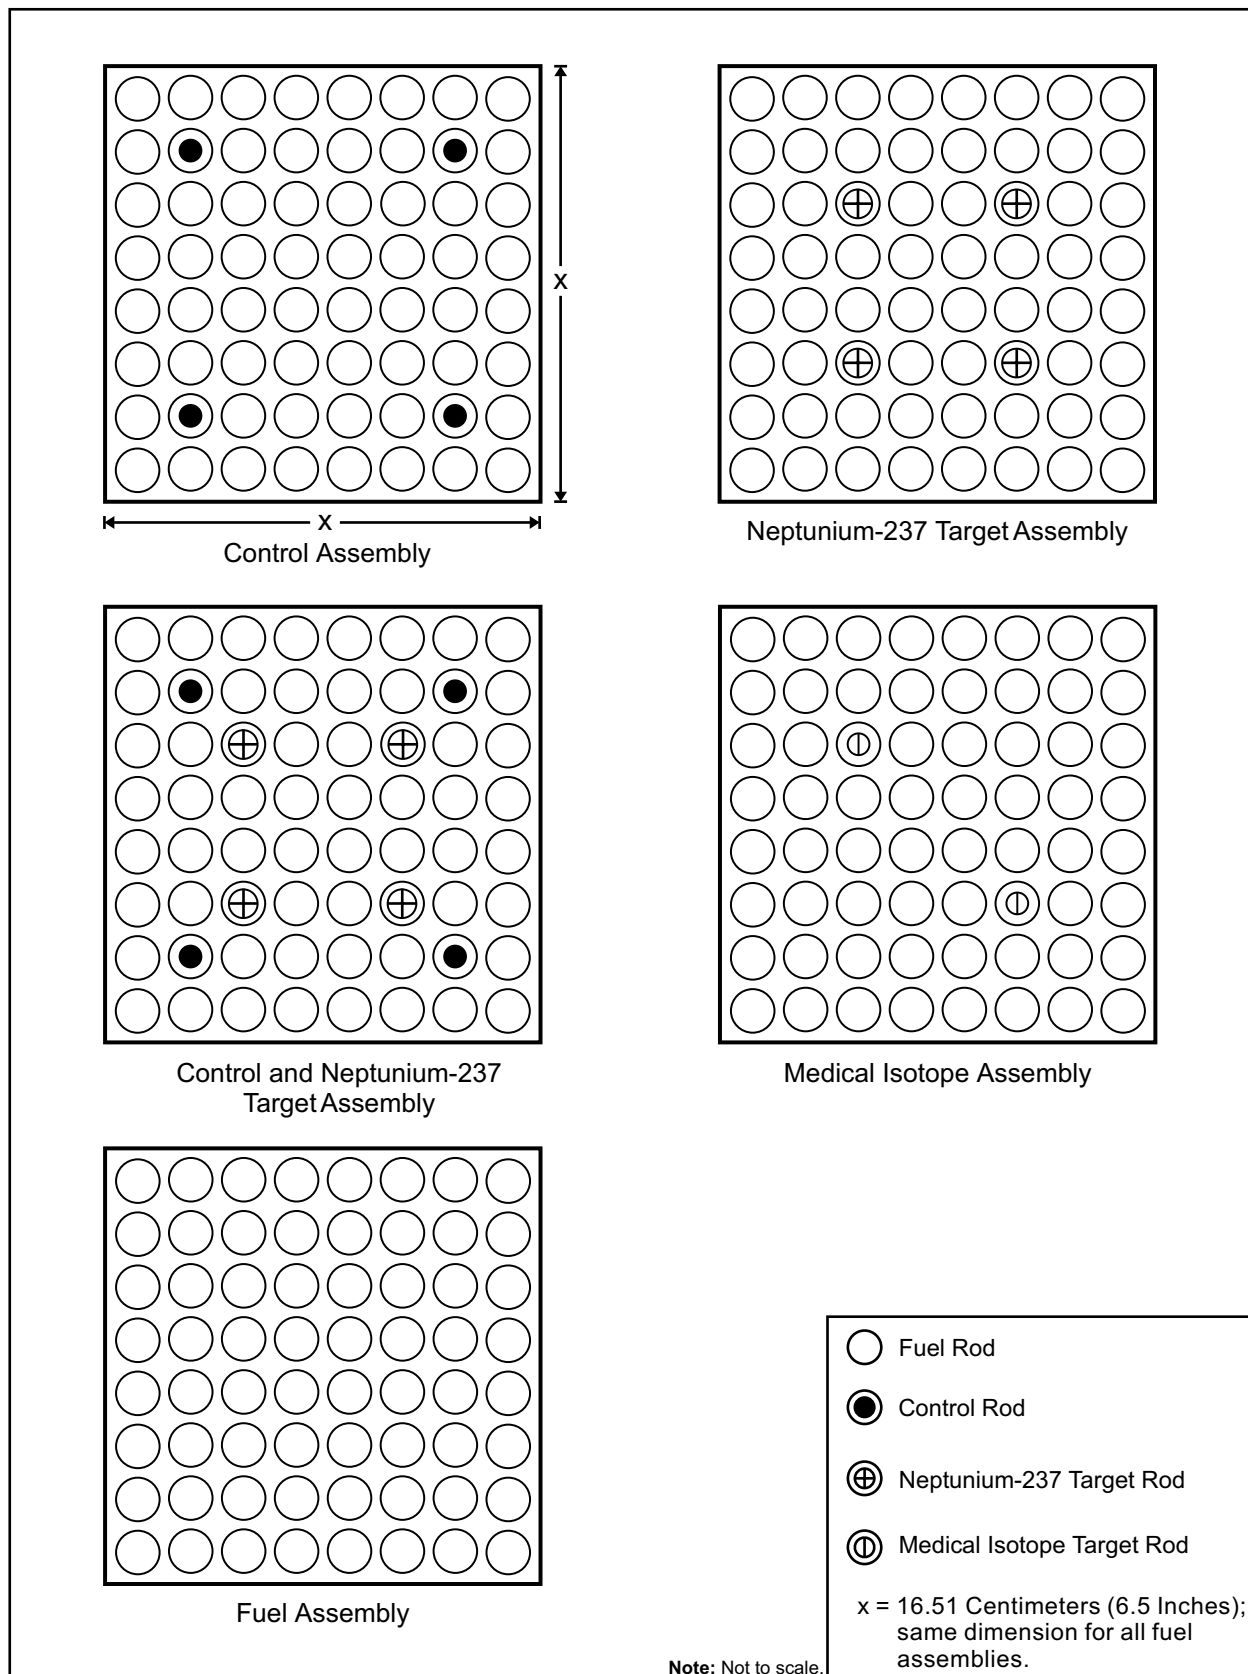 x
x
Control Assembly
Neptunium-237 Target Assembly
Control and Neptunium-237
Target Assembly
Medical Isotope Assembly
Fuel Assembly
Fuel Rod
Control Rod
Neptunium-237 Target Rod
Medical Isotope Target Rod
x = 16.51 Centimeters (6.5 Inches);
same dimension for all fuel
assemblies.
Note: Not to scale.